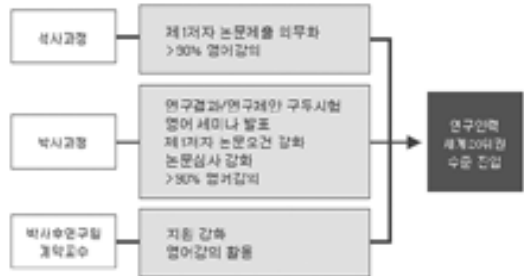 석사과정
제1저자 논문제출 의무화
>90% 영어강의
박사과정
연구결과/연구제안 구두시험
영어 세미나 발표
제1저자 논문요건 강화
논문심사 강화
>90% 영어강의
박사후연구원
계약교수
지원 강화
영어강의 활용
연구인력
세계20위권
수준 진입